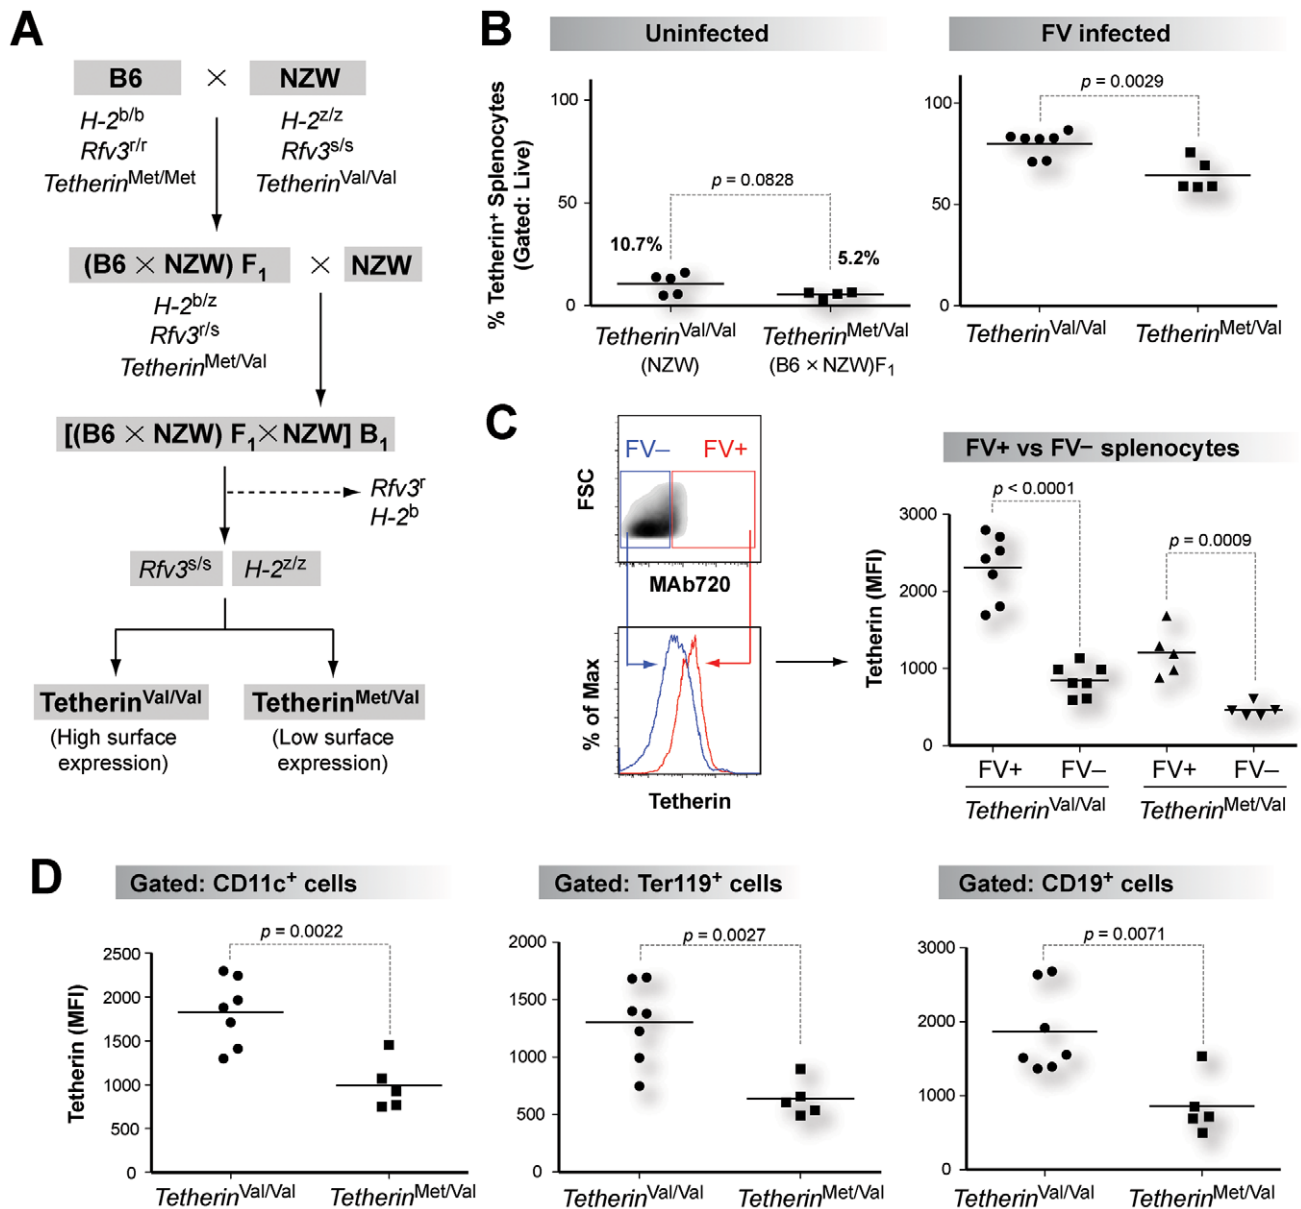 A
B6 × NZW
H-2b/b H-2z/z
Rfv3r/r Rfv3s/s
TetherinMet/Met TetherinVal/Val
(B6 × NZW) F1 × NZW
H-2b/z
Rfv3r/s
TetherinMet/Val
[(B6 × NZW) F1×NZW] B1
Rfv3r
H-2b
Rfv3s/s H-2z/z
TetherinVal/Val TetherinMet/Val
(High surface (Low surface
expression) expression)
B
Uninfected
% Tetherin+ Splenocytes
(Gated: Live)
100
50
0
p = 0.0828
10.7%
5.2%
TetherinVal/Val TetherinMet/Val
(NZW) (B6 × NZW)F1
FV infected
100
50
0
p = 0.0029
TetherinVal/Val TetherinMet/Val
C
FSC
FV– FV+
MAb720
% of Max
Tetherin
FV+ vs FV– splenocytes
Tetherin (MFI)
3000
2000
1000
0
p < 0.0001
p = 0.0009
FV+ FV– FV+ FV–
TetherinVal/Val TetherinMet/Val
D
Gated: CD11c+ cells
Tetherin (MFI)
2500
2000
1500
1000
500
0
p = 0.0022
TetherinVal/Val TetherinMet/Val
Gated: Ter119+ cells
2000
1500
1000
500
0
p = 0.0027
TetherinVal/Val TetherinMet/Val
Gated: CD19+ cells
3000
2000
1000
0
p = 0.0071
TetherinVal/Val TetherinMet/Val